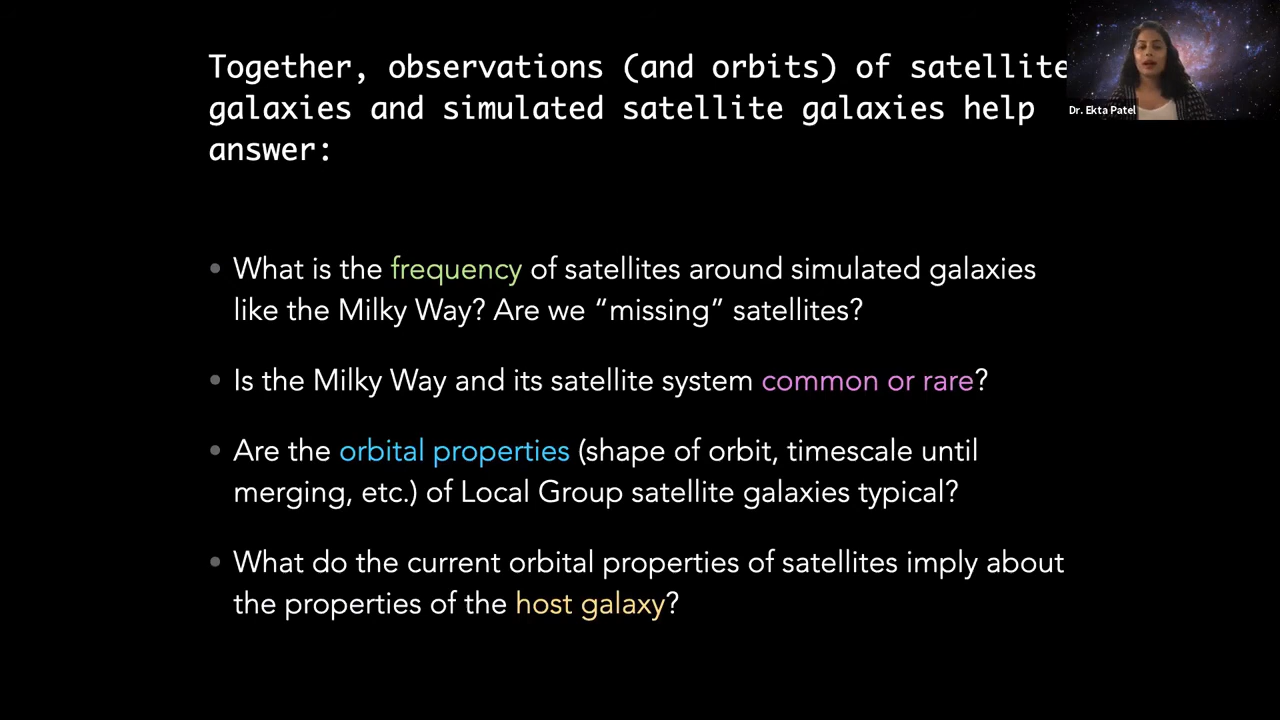 Together, observations (and orbits) of satellite
galaxies and simulated satellite galaxies help
answer:
Dr. Ekta Patel
• What is the frequency of satellites around simulated galaxies
like the Milky Way? Are we “missing” satellites?
• Is the Milky Way and its satellite system common or rare?
• Are the orbital properties (shape of orbit, timescale until
merging, etc.) of Local Group satellite galaxies typical?
• What do the current orbital properties of satellites imply about
the properties of the host galaxy?